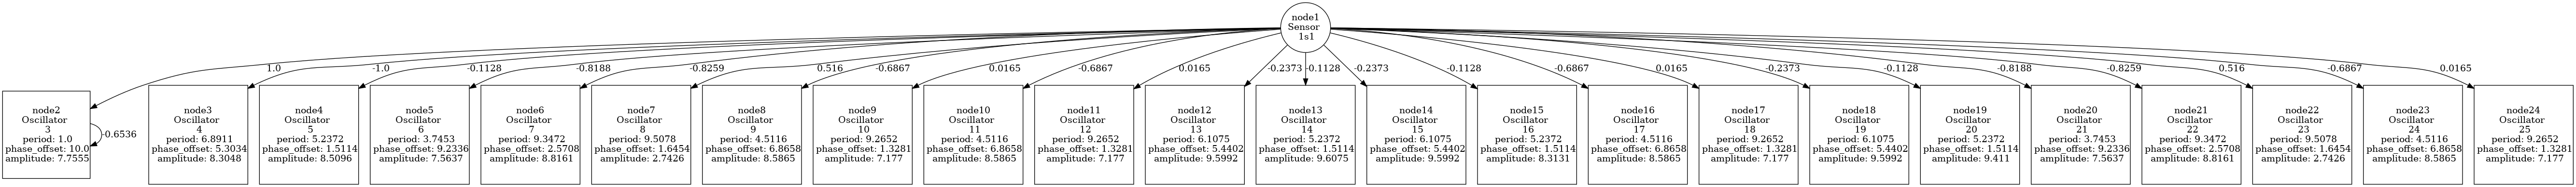 node1
Sensor
1s1
1.0
-1.0
-0.1128
-0.8188
-0.8259
0.516
-0.6867
0.0165
-0.6867
0.0165
-0.2373
-0.1128
-0.2373
-0.1128
-0.6867
0.0165
-0.2373
-0.1128
-0.8188
-0.8259
0.516
-0.6867
0.0165
node2
Oscillator
3
period: 1.0
phase_offset: 10.0
amplitude: 7.7555
-0.6536
node3
Oscillator
4
period: 6.8911
phase_offset: 5.3034
amplitude: 8.3048
node4
Oscillator
5
period: 5.2372
phase_offset: 1.5114
amplitude: 8.5096
node5
Oscillator
6
period: 3.7453
phase_offset: 9.2336
amplitude: 7.5637
node6
Oscillator
7
period: 9.3472
phase_offset: 2.5708
amplitude: 8.8161
node7
Oscillator
8
period: 9.5078
phase_offset: 1.6454
amplitude: 2.7426
node8
Oscillator
9
period: 4.5116
phase_offset: 6.8658
amplitude: 8.5865
node9
Oscillator
10
period: 9.2652
phase_offset: 1.3281
amplitude: 7.177
node10
Oscillator
11
period: 4.5116
phase_offset: 6.8658
amplitude: 8.5865
node11
Oscillator
12
period: 9.2652
phase_offset: 1.3281
amplitude: 7.177
node12
Oscillator
13
period: 6.1075
phase_offset: 5.4402
amplitude: 9.5992
node13
Oscillator
14
period: 5.2372
phase_offset: 1.5114
amplitude: 9.6075
node14
Oscillator
15
period: 6.1075
phase_offset: 5.4402
amplitude: 9.5992
node15
Oscillator
16
period: 5.2372
phase_offset: 1.5114
amplitude: 8.3131
node16
Oscillator
17
period: 4.5116
phase_offset: 6.8658
amplitude: 8.5865
node17
Oscillator
18
period: 9.2652
phase_offset: 1.3281
amplitude: 7.177
node18
Oscillator
19
period: 6.1075
phase_offset: 5.4402
amplitude: 9.5992
node19
Oscillator
20
period: 5.2372
phase_offset: 1.5114
amplitude: 9.411
node20
Oscillator
21
period: 3.7453
phase_offset: 9.2336
amplitude: 7.5637
node21
Oscillator
22
period: 9.3472
phase_offset: 2.5708
amplitude: 8.8161
node22
Oscillator
23
period: 9.5078
phase_offset: 1.6454
amplitude: 2.7426
node23
Oscillator
24
period: 4.5116
phase_offset: 6.8658
amplitude: 8.5865
node24
Oscillator
25
period: 9.2652
phase_offset: 1.3281
amplitude: 7.177